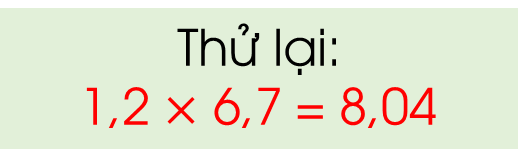 Thử lại:
1,2 × 6,7 = 8,04